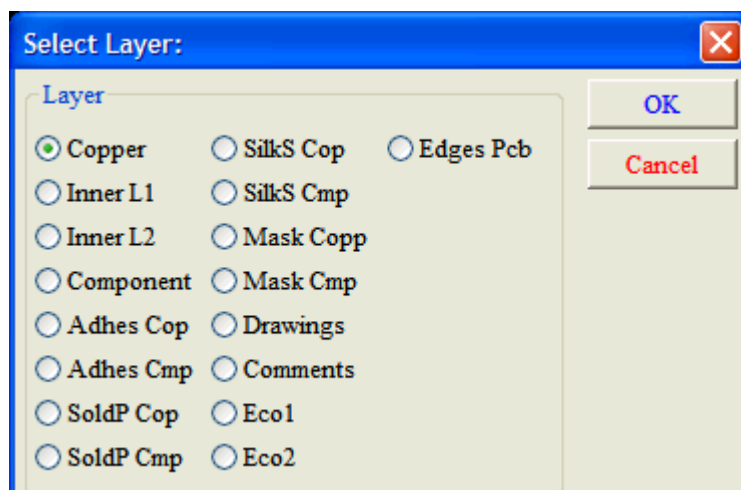 Select Layer:
Layer
OK
Cancel
Copper
Inner L1
Inner L2
Component
Adhes Cop
Adhes Cmp
SoldP Cop
SoldP Cmp
SilkS Cop
SilkS Cmp
Mask Copp
Mask Cmp
Drawings
Comments
Eco1
Eco2
Edges Pcb